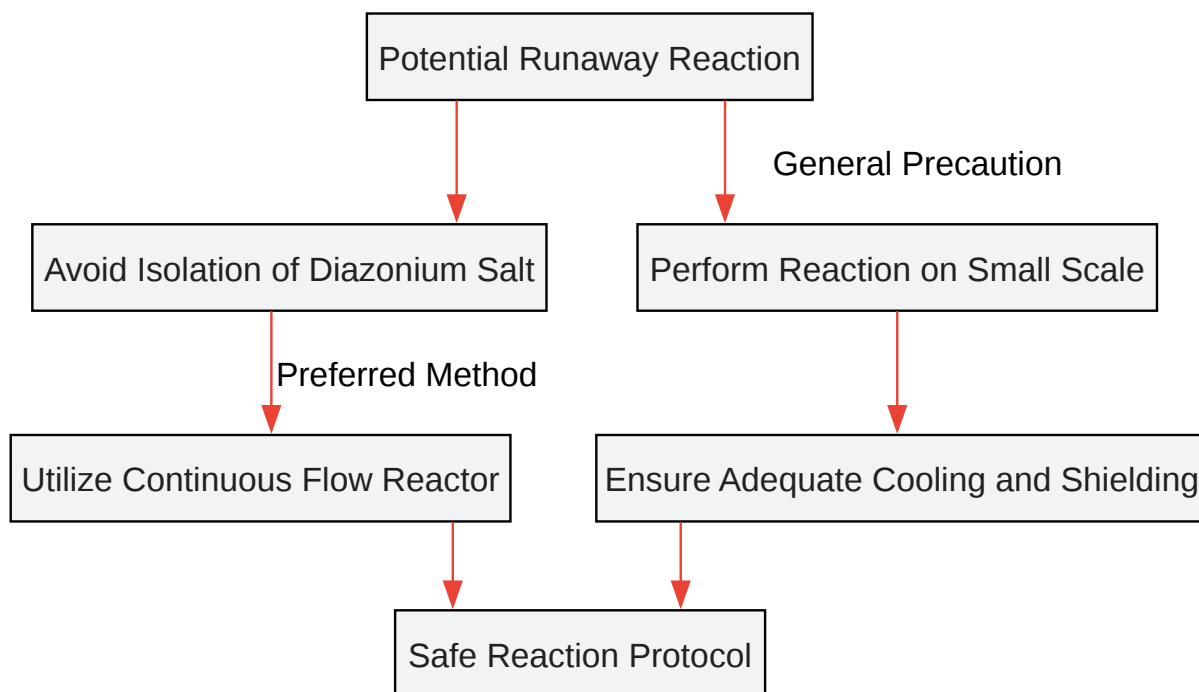 Potential Runaway Reaction
General Precaution
Avoid Isolation of Diazonium Salt
Perform Reaction on Small Scale
Preferred Method
Utilize Continuous Flow Reactor
Ensure Adequate Cooling and Shielding
Safe Reaction Protocol